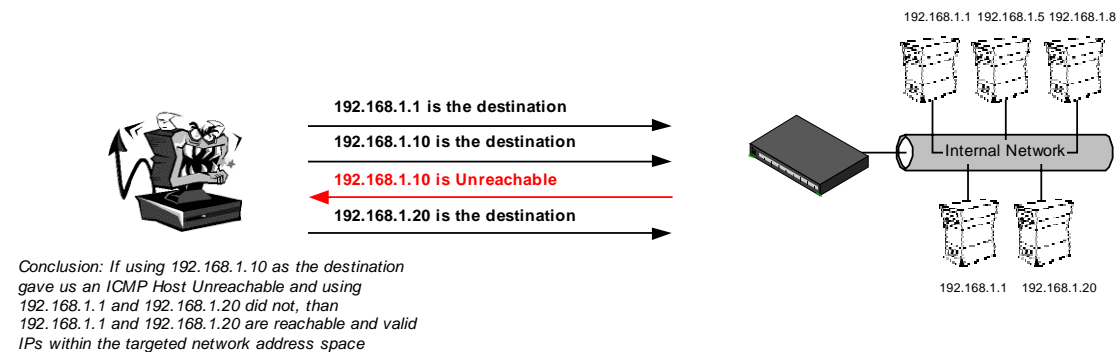 192.168.1.1 192.168.1.5 192.168.1.8
192.168.1.1 is the destination
192.168.1.10 is the destination
192.168.1.10 is Unreachable
192.168.1.20 is the destination
Internal Network
192.168.1.1 192.168.1.20
Conclusion: If using 192.168.1.10 as the destination
gave us an ICMP Host Unreachable and using
192.168.1.1 and 192.168.1.20 did not, than
192.168.1.1 and 192.168.1.20 are reachable and valid
IPs within the targeted network address space